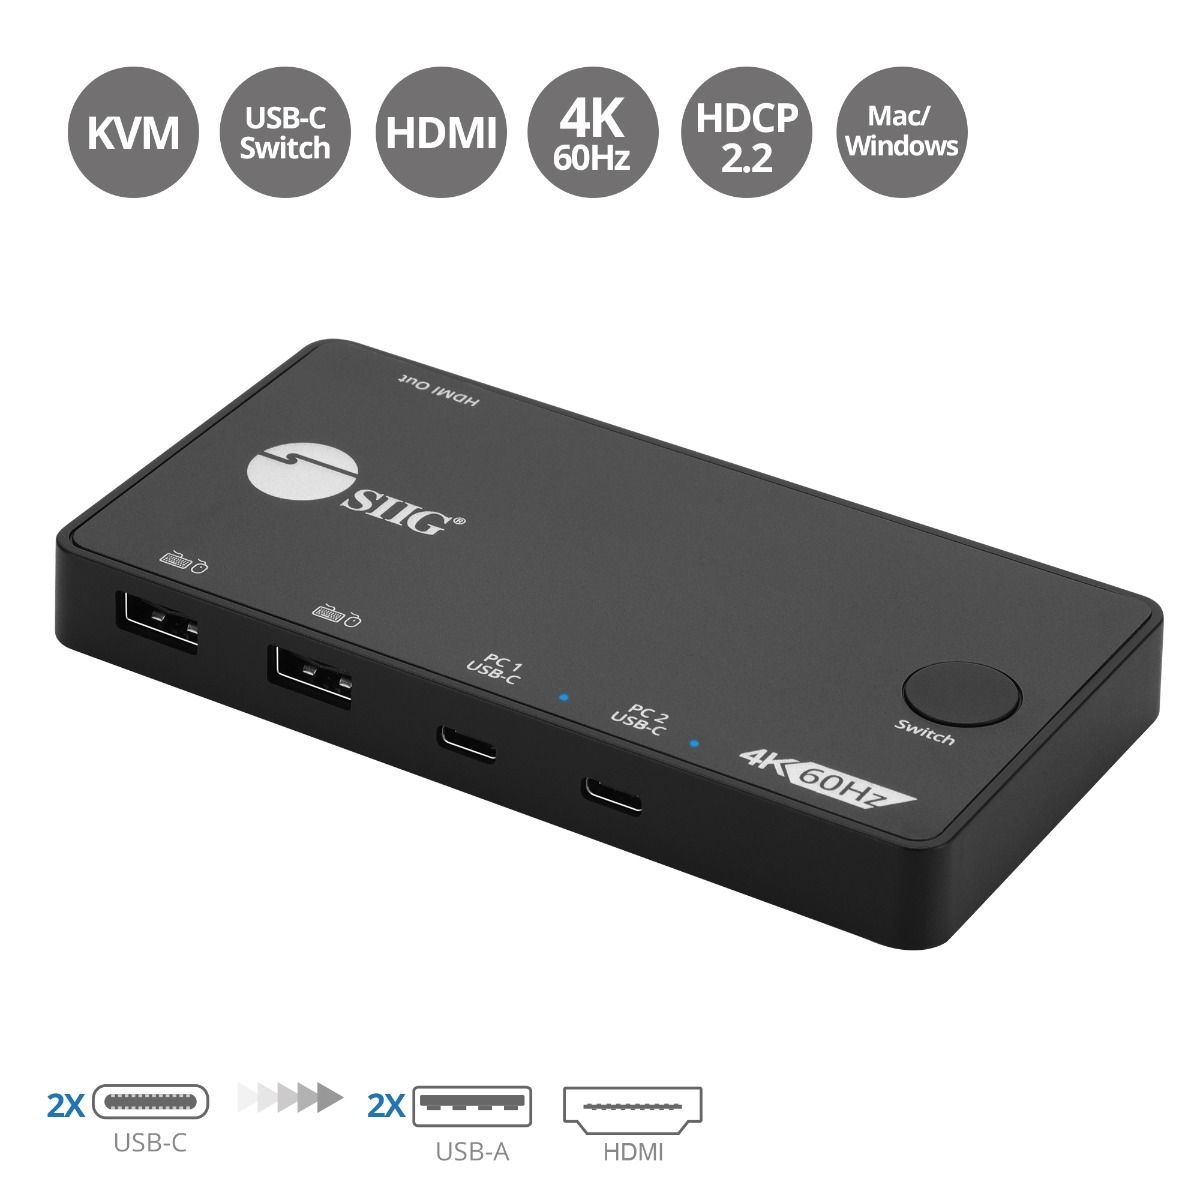 KVM
USB-C
Switch
HDMI
4K
60Hz
HDCP
2.2
Mac/
Windows
HDMI Out
SIIG®
PC 1
USB-C
PC 2
USB-C
Switch
4K 60Hz
2X
USB-C
2X
USB-A
HDMI